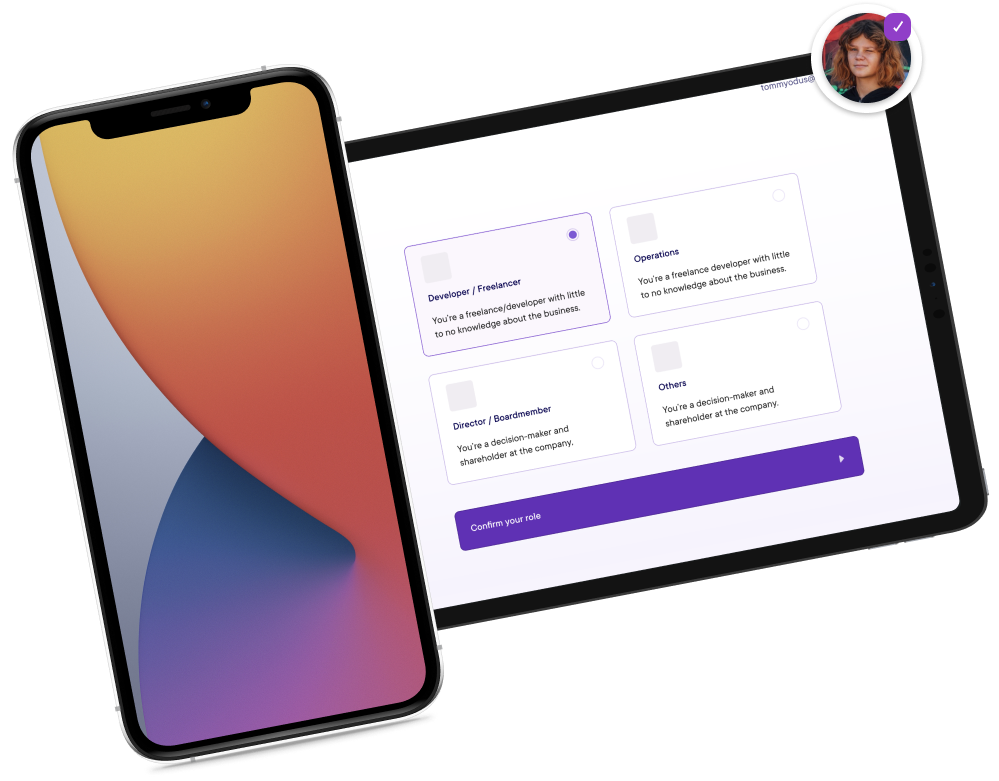 tommyodus@
Developer / Freelancer
You're a freelance/developer with little
to no knowledge about the business.
Operations
You're a freelance developer with little
to no knowledge about the business.
Director / Boardmember
You're a decision-maker and
shareholder at the company.
Others
You're a decision-maker and
shareholder at the company.
Confirm your role